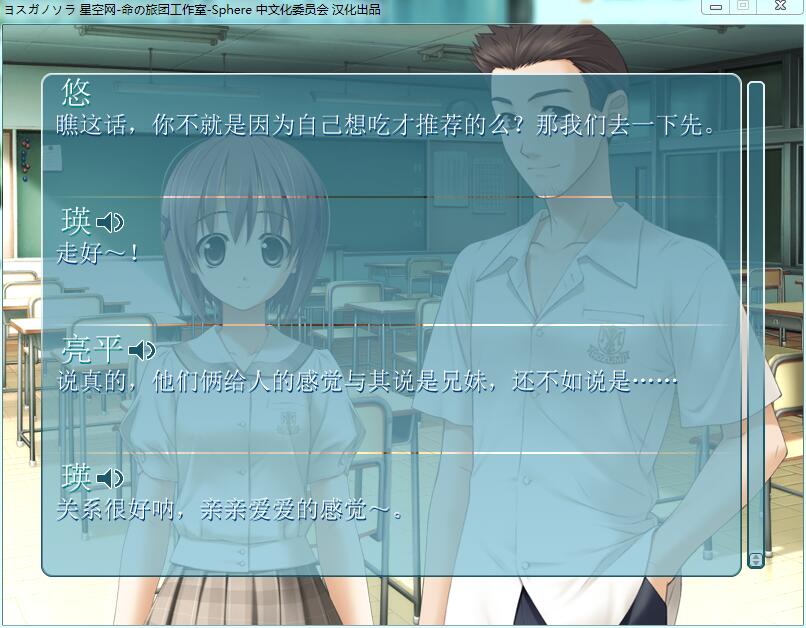 ヨスガノソラ 星空网-命の旅团工作室-Sphere 中文化委员会 汉化出品
悠
瞧这话，你不就是因为自己想吃才推荐的么？那我们去一下先。
瑛
走好～！
亮平
说真的，他们俩给人的感觉与其说是兄妹，还不如说是……
瑛
关系很好呐，亲亲爱爱的感觉～。